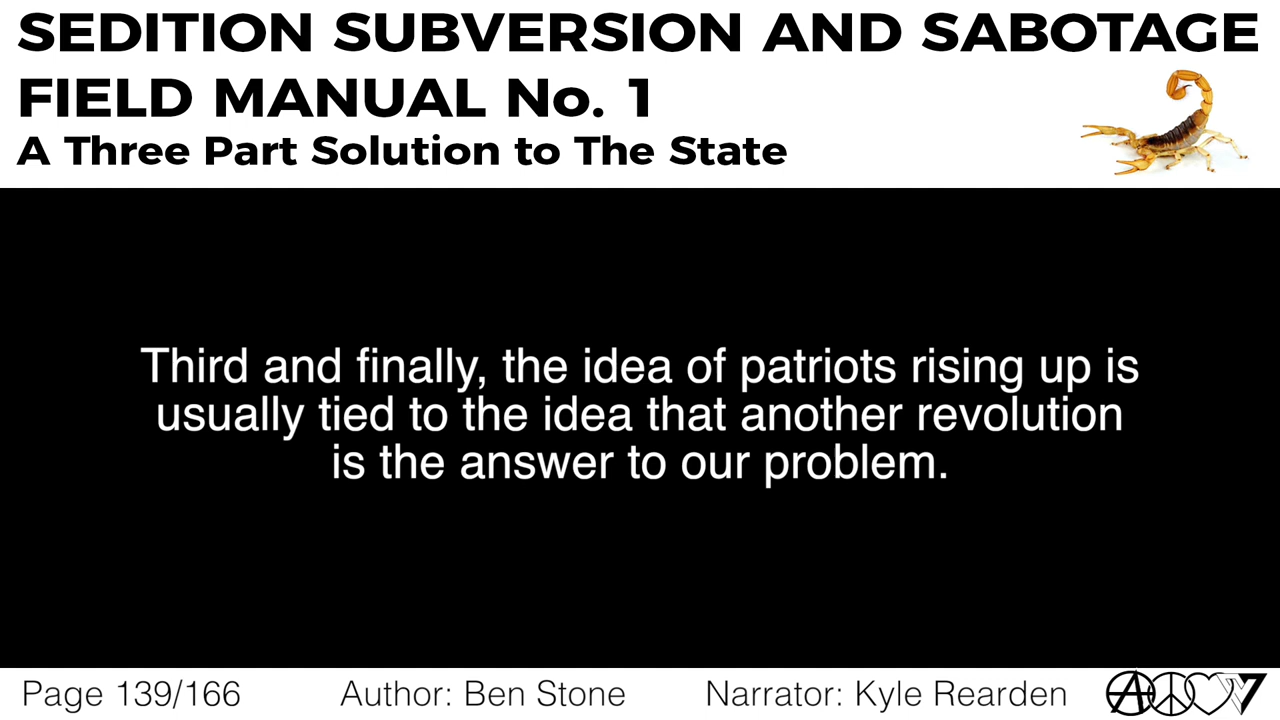 SEDITION SUBVERSION AND SABOTAGE
FIELD MANUAL No. 1
A Three Part Solution to The State
Third and finally, the idea of patriots rising up is
usually tied to the idea that another revolution
is the answer to our problem.
Page 139/166 Author: Ben Stone Narrator: Kyle Rearden